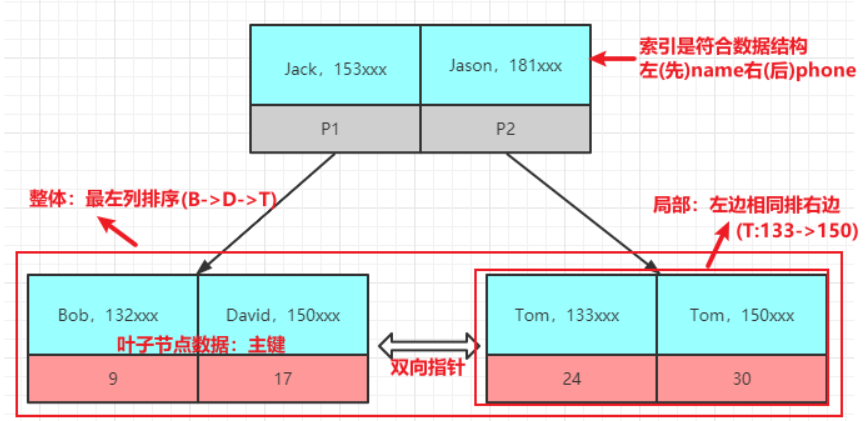 Jack，153xxx
Jason，181xxx
索引是符合数据结构
左(先)name右(后)phone
P1
P2
整体：最左列排序(B->D->T)
局部：左边相同排右边
(T:133->150)
Bob，132xxx
David，150xxx
Tom，133xxx
Tom，150xxx
叶子节点数据：主键
双向指针
9
17
24
30